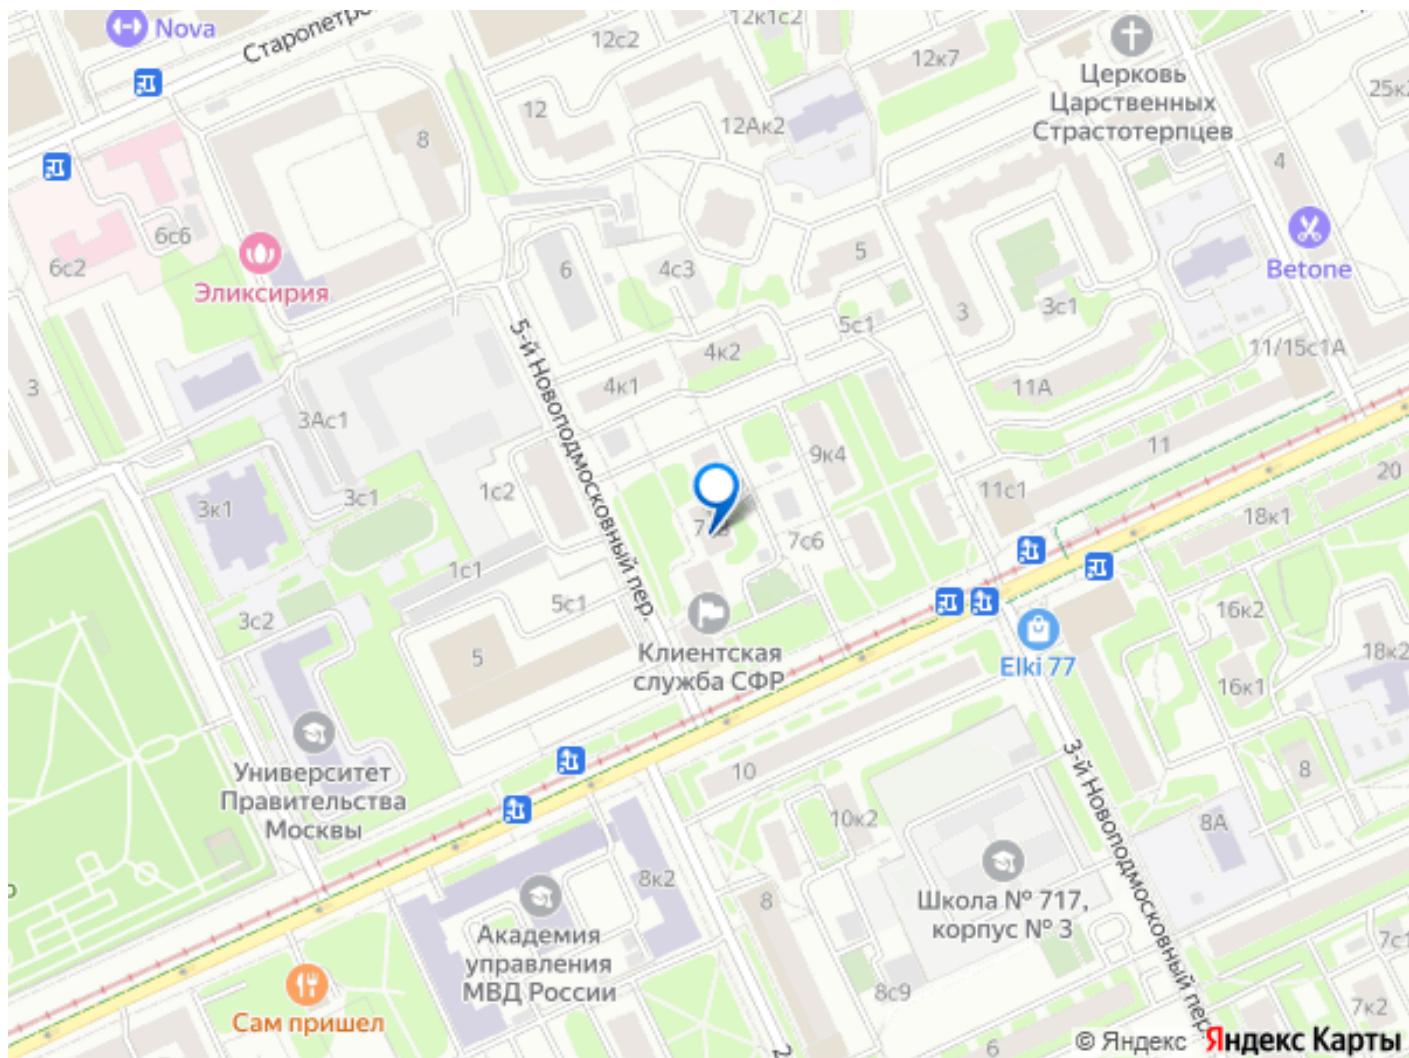 Nova
Старопетр
12с2
12к1с2
12к7
Церковь
Царственных
Страстотерпцев
25к2
12
12Ак2
8
4
6с6
6с2
Эликсирия
6
4с3
5
Betone
3
3с1
5с1
11/15с1А
4к2
4к1
11А
3
3Ас1
5-й Новоподмосковный пер.
9к4
11
20
3к1
3с1
1с2
11с1
18к1
7с6
1с1
5с1
3с2
16к2
Клиентская
служба СФР
Elki 77
18к2
5
16к1
Университет
Правительства
Москвы
10
8
3-й Новоподмосковный пер.
10к2
8А
8к2
8
Школа № 717,
корпус № 3
Академия
управления
МВД России
7с1
8с9
7к2
Сам пришел
6
© Яндекс Яндекс Карты